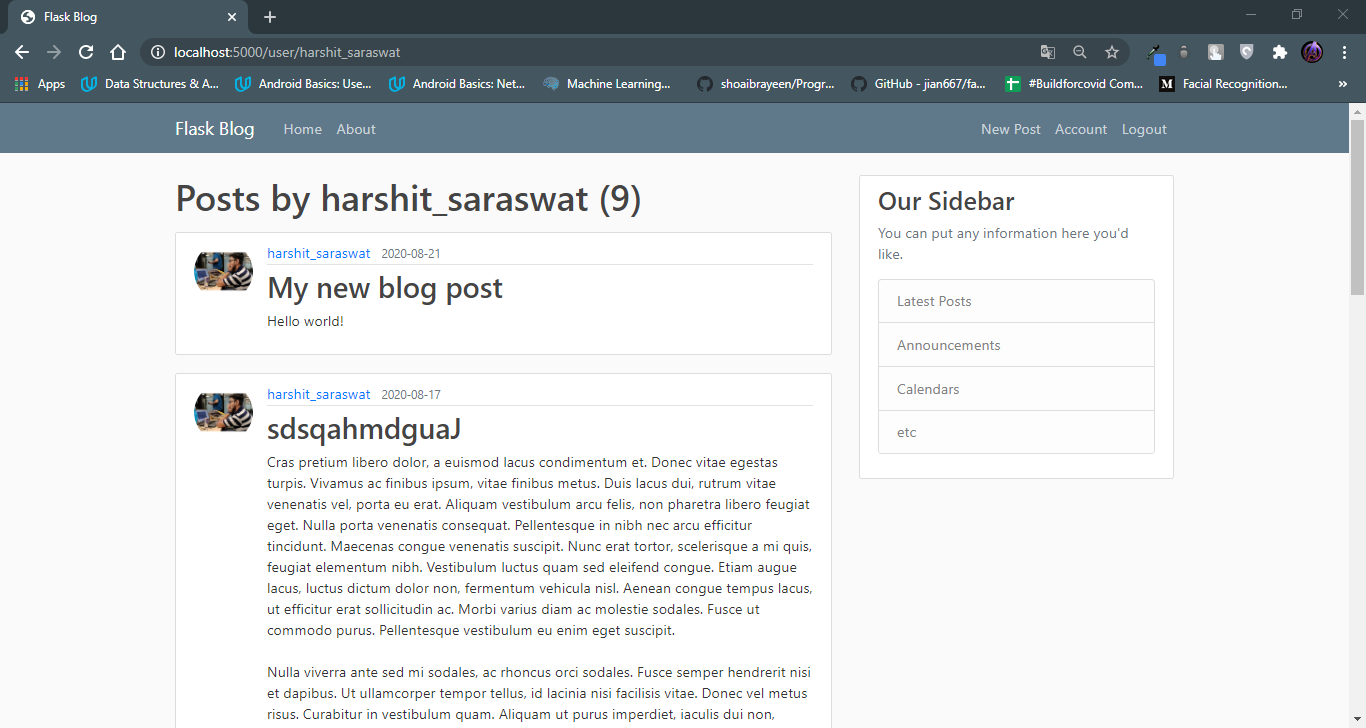 Flask Blog
localhost:5000/user/harshit_saraswat
Apps Data Structures & A... Android Basics: Use... Android Basics: Net... Machine Learning... shoaibrayeen/Progr... GitHub - jian667/fa... #Buildforcovid Com... M Facial Recognition... »
Flask Blog Home About New Post Account Logout
Posts by harshit_saraswat (9)
harshit_saraswat 2020-08-21
My new blog post
Hello world!
harshit_saraswat 2020-08-17
sdsqahmdguaJ
Cras pretium libero dolor, a euismod lacus condimentum et. Donec vitae egestas
turpis. Vivamus ac finibus ipsum, vitae finibus metus. Duis lacus dui, rutrum vitae
venenatis vel, porta eu erat. Aliquam vestibulum arcu felis, non pharetra libero feugiat
eget. Nulla porta venenatis consequat. Pellentesque in nibh nec arcu efficitur
tincidunt. Maecenas congue venenatis suscipit. Nunc erat tortor, scelerisque a mi quis,
feugiat elementum nibh. Vestibulum luctus quam sed eleifend congue. Etiam augue
lacus, luctus dictum dolor non, fermentum vehicula nisl. Aenean congue tempus lacus,
ut efficitur erat sollicitudin ac. Morbi varius diam ac molestie sodales. Fusce ut
commodo purus. Pellentesque vestibulum eu enim eget suscipit.
Nulla viverra ante sed mi sodales, ac rhoncus orci sodales. Fusce semper hendrerit nisi
et dapibus. Ut ullamcorper tempor tellus, id lacinia nisi facilisis vitae. Donec vel metus
risus. Curabitur in vestibulum quam. Aliquam ut purus imperdiet, iaculis dui non,
Our Sidebar
You can put any information here you'd
like.
Latest Posts
Announcements
Calendars
etc